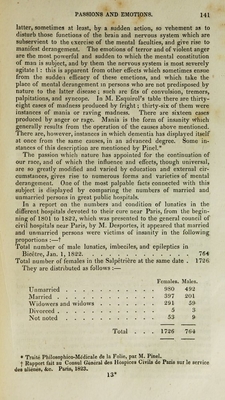 PASSIONS AND EMOTIONS. 141
latter, sometimes at least, by a sudden action, so vehement as to
disturb those functions of the brain and nervous system which are
subservient to the exercise of the mental faculties, and give rise to
manifest derangement. The emotions of terror and of violent anger
are the most powerful and sudden to which the mental constitution
of man is subject, and by them the nervous system is most severely
agitated: this is apparent from other effects which sometimes ensue
from the sudden efficacy of these emotions, and which take the
place of mental derangement in persons who are not predisposed by
nature to the latter disease: such are fits of convulsion, tremors,
palpitations, and syncope. In M. Esquirol's table there are thirty-
eight cases of madness produced by fright; thirty-six of them were
instances of mania or raving madness. There are sixteen cases
produced by anger or rage. Mania is the form of insanity which
generally results from the operation of the causes above mentioned.
There are, however, instances in which dementia has displayed itself
at once from the same causes, in an advanced degree. Some in-
stances of this description are mentioned by Pinel.*
The passion which nature has appointed for the continuation of
our race, and of which the influence and effects, though universal,
are so greatly modified and varied by education and external cir-
cumstance, gives rise to numerous forms and varieties of mental
derangement. One of the most palpable facts connected with this
subject is displayed by comparing the numbers of married and
unmarried persons in great public hospitals.
In a report on the numbers and condition of lunatics in the
different hospitals devoted to their cure near Paris, from the begin-
ning of 1801 to 1822, which was presented to the general council of
civil hospitals near Paris, by M. Desportes, it appeared that married
and unmarried persons were victims of insanity in the following
proportions:—†
Total number of male lunatics, imbeciles, and epileptics in
Bicêtre, Jan. 1, 1822. . . . . . . . . 764
Total number of females in the Salpêtrière at the same date . 1726
They are distributed as follows:—
Females. Males.
Unmarried . . . . . . . . . 980 492
Married . . . . . . . . . 397 201
Widowers and widows . . . . . . 291 59
Divorced . . . . . . . . . 5 3
Not noted . . . . . . . . . 53 9
Total . . . 1726 764
* Traité Philosophico-Médicale de la Folie, par M. Pinel.
† Rapport fait au Consul Général des Hospices Civils de Paris sur le service
des aliénes, &c. Paris, 1823.
13*